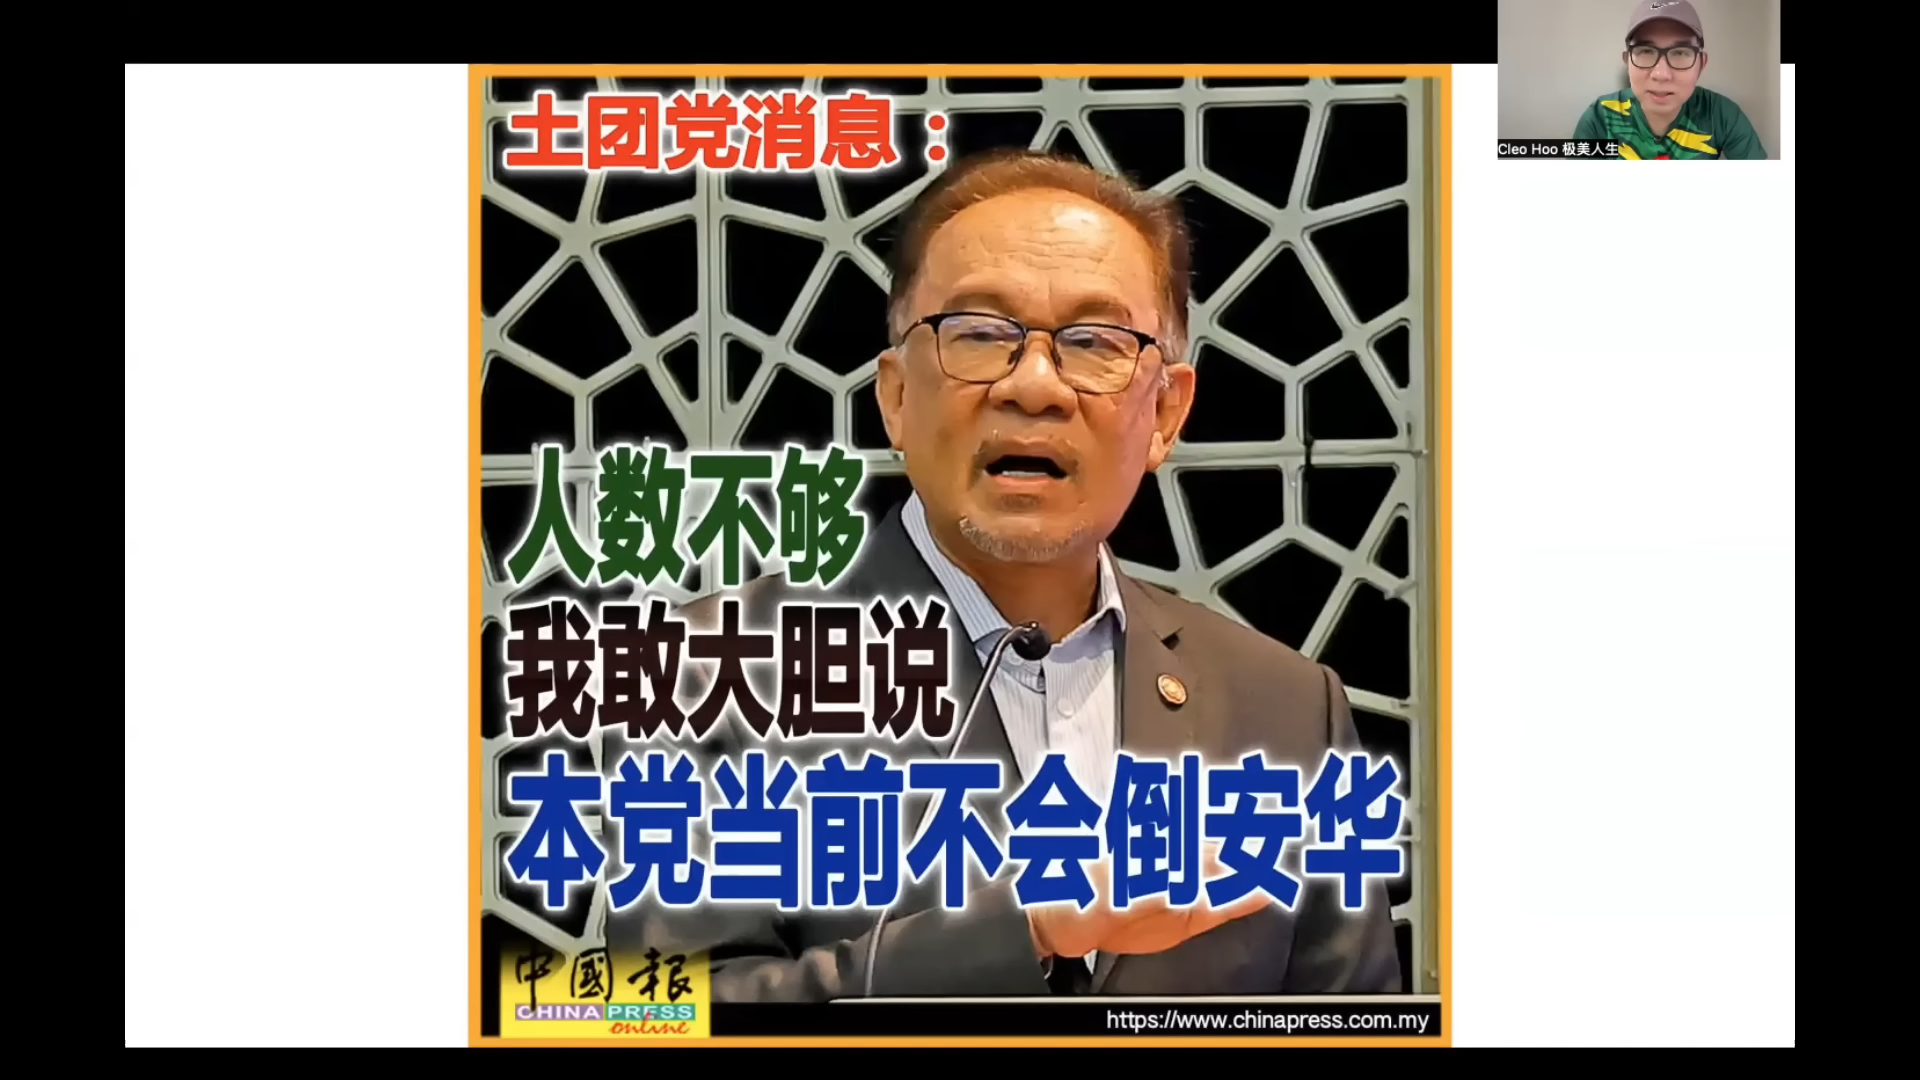 土团党消息：
Cleo Hoo 极美人生
人数不够
我敢大胆说
本党当前不会倒安华
中國報
CHINA PRESS
online
https://www.chinapress.com.my